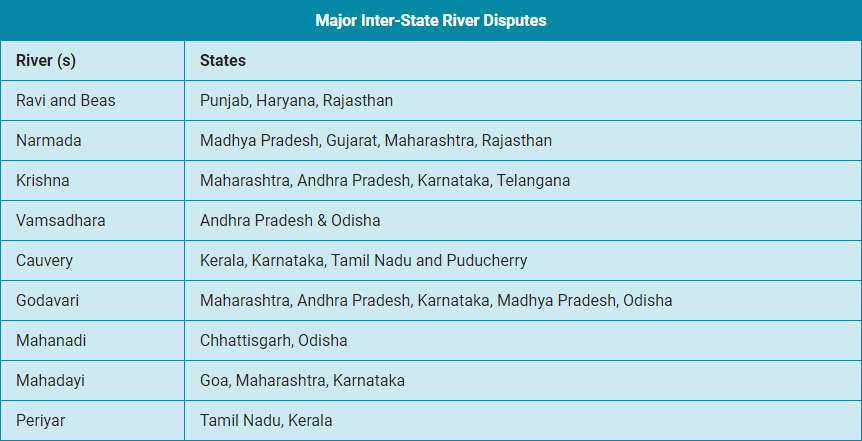 Major Inter-State River Disputes
River (s) States
Ravi and Beas Punjab, Haryana, Rajasthan
Narmada Madhya Pradesh, Gujarat, Maharashtra, Rajasthan
Krishna Maharashtra, Andhra Pradesh, Karnataka, Telangana
Vamsadhara Andhra Pradesh & Odisha
Cauvery Kerala, Karnataka, Tamil Nadu and Puducherry
Godavari Maharashtra, Andhra Pradesh, Karnataka, Madhya Pradesh, Odisha
Mahanadi Chhattisgarh, Odisha
Mahadayi Goa, Maharashtra, Karnataka
Periyar Tamil Nadu, Kerala